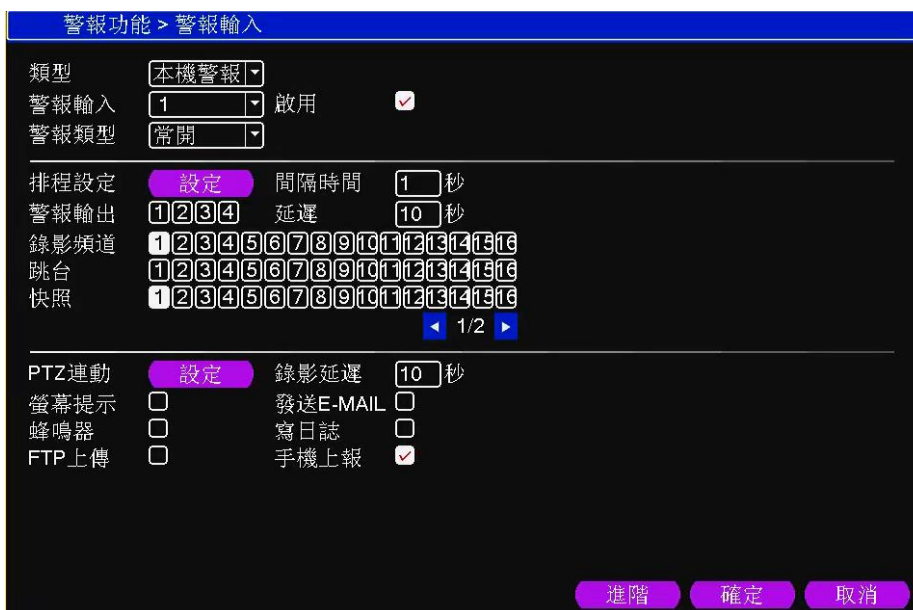 警報功能 > 警報輸入
類型 本機警報
警報輸入 1 啟用
警報類型 常開
排程設定 設定 間隔時間 1 秒
警報輸出 1 2 3 4 延遲 10 秒
錄影頻道 1 2 3 4 5 6 7 8 9 10 11 12 13 14 15 16
跳台 1 2 3 4 5 6 7 8 9 10 11 12 13 14 15 16
快照 1 2 3 4 5 6 7 8 9 10 11 12 13 14 15 16
1/2
PTZ連動 設定 錄影延遲 10 秒
螢幕提示 發送E-MAIL
蜂鳴器 寫日誌
FTP上傳 手機上報
進階 確定 取消